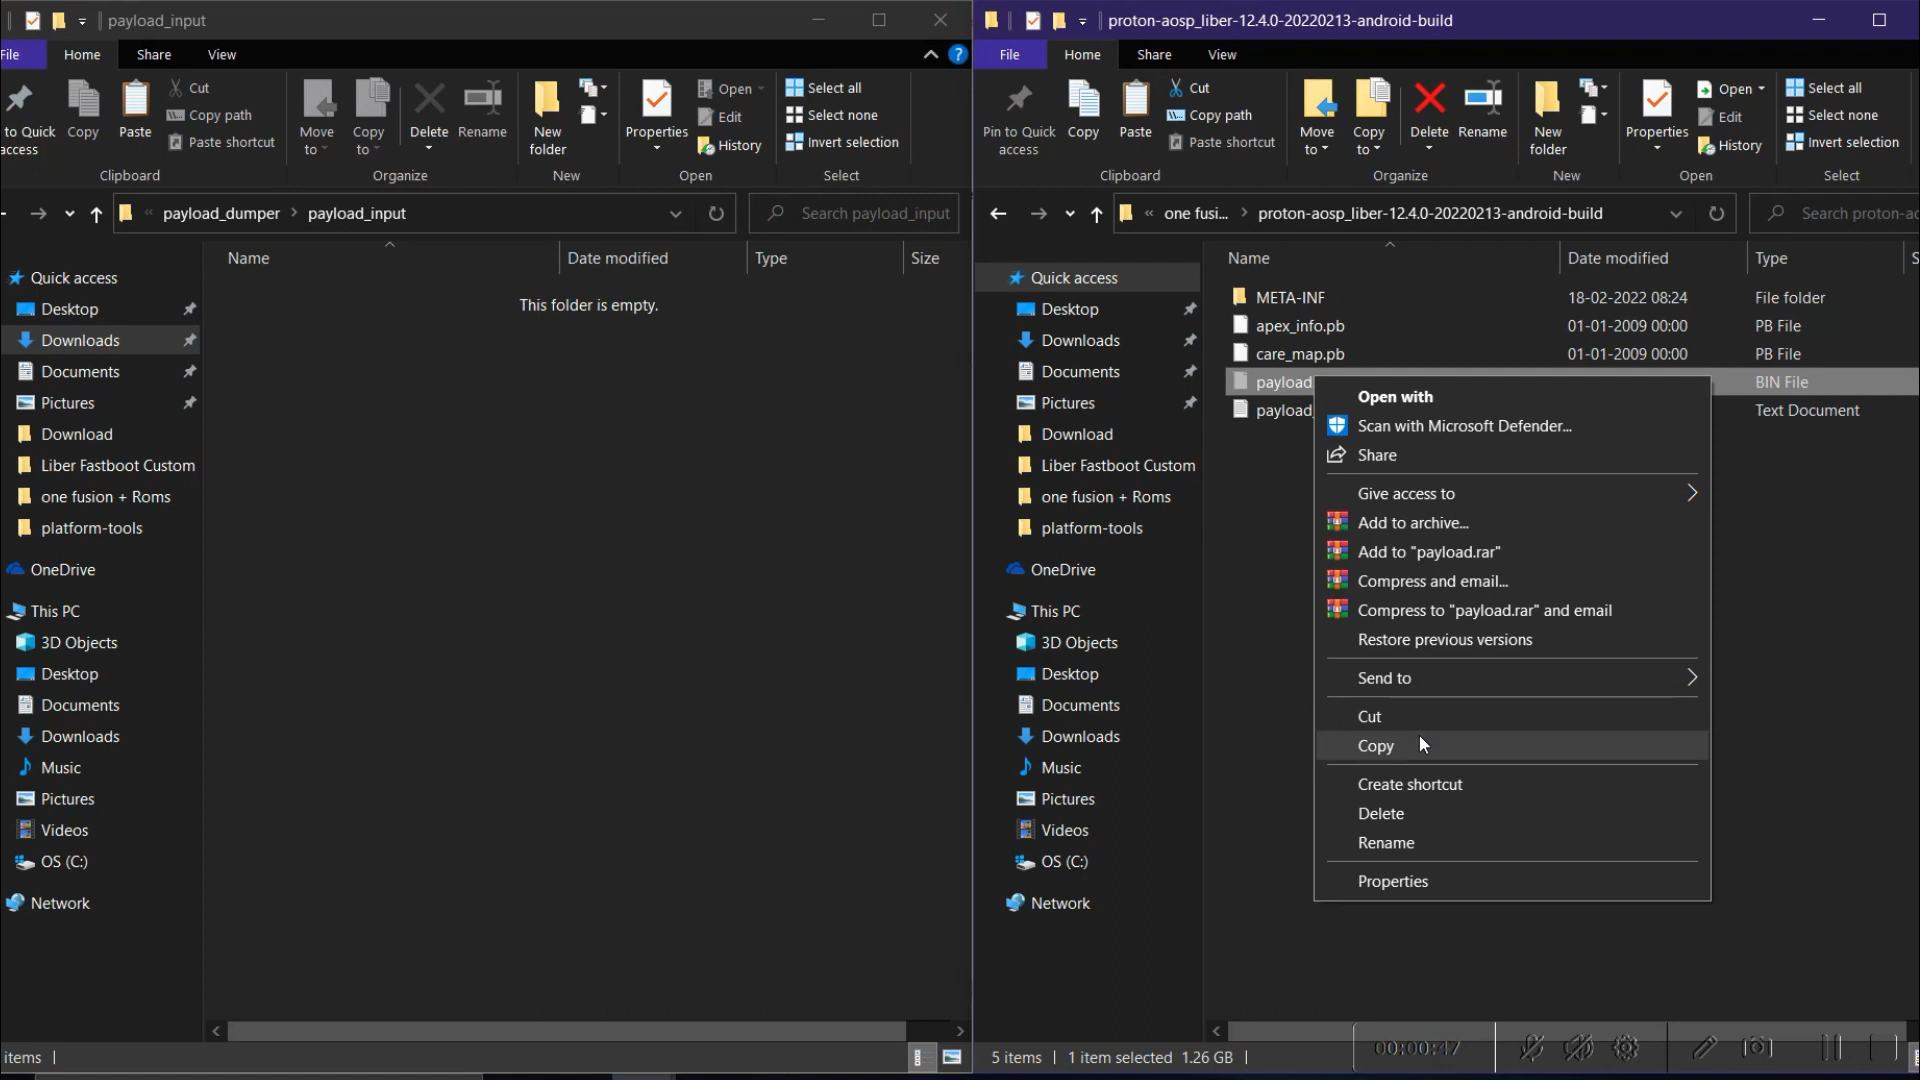 payload_input
File
Home
Share
View
to Quick
access
Copy
Paste
Cut
Copy path
Paste shortcut
Move
to
Copy
to
Delete
Rename
New
folder
Properties
Open
Edit
History
Select all
Select none
Invert selection
Clipboard
Organize
New
Open
Select
payload_dumper
payload_input
Search payload_input
Name
Date modified
Type
Size
This folder is empty.
Quick access
Desktop
Downloads
Documents
Pictures
Download
Liber Fastboot Custom
one fusion + Roms
platform-tools
OneDrive
This PC
3D Objects
Desktop
Documents
Downloads
Music
Pictures
Videos
OS (C:)
Network
items
proton-aosp_liber-12.4.0-20220213-android-build
File
Home
Share
View
Pin to Quick
access
Copy
Paste
Cut
Copy path
Paste shortcut
Move
to
Copy
to
Delete
Rename
New
folder
Properties
Open
Edit
History
Select all
Select none
Invert selection
Clipboard
Organize
New
Open
Select
one fusi...
proton-aosp_liber-12.4.0-20220213-android-build
Search proton-ao
Name
Date modified
Type
S
META-INF 18-02-2022 08:24 File folder
apex_info.pb 01-01-2009 00:00 PB File
care_map.pb 01-01-2009 00:00 PB File
payload BIN File
payload_ Text Document
Quick access
Desktop
Downloads
Documents
Pictures
Download
Liber Fastboot Custom
one fusion + Roms
platform-tools
OneDrive
This PC
3D Objects
Desktop
Documents
Downloads
Music
Pictures
Videos
OS (C:)
Network
Open with
Scan with Microsoft Defender...
Share
Give access to
Add to archive...
Add to "payload.rar"
Compress and email...
Compress to "payload.rar" and email
Restore previous versions
Send to
Cut
Copy
Create shortcut
Delete
Rename
Properties
5 items
1 item selected 1.26 GB
00:00:47